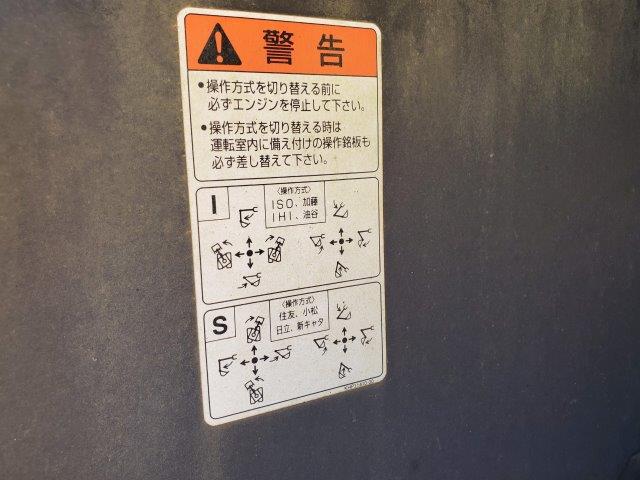 警告
●操作方式を切り替える前に
必ずエンジンを停止して下さい。
●操作方式を切り替える時は
運転室内に備え付けの操作銘板も
必ず差し替えて下さい。
I
〈操作方式〉
ISO、加藤
IHI、油谷
S
〈操作方式〉
住友、小松
日立、新キャタ